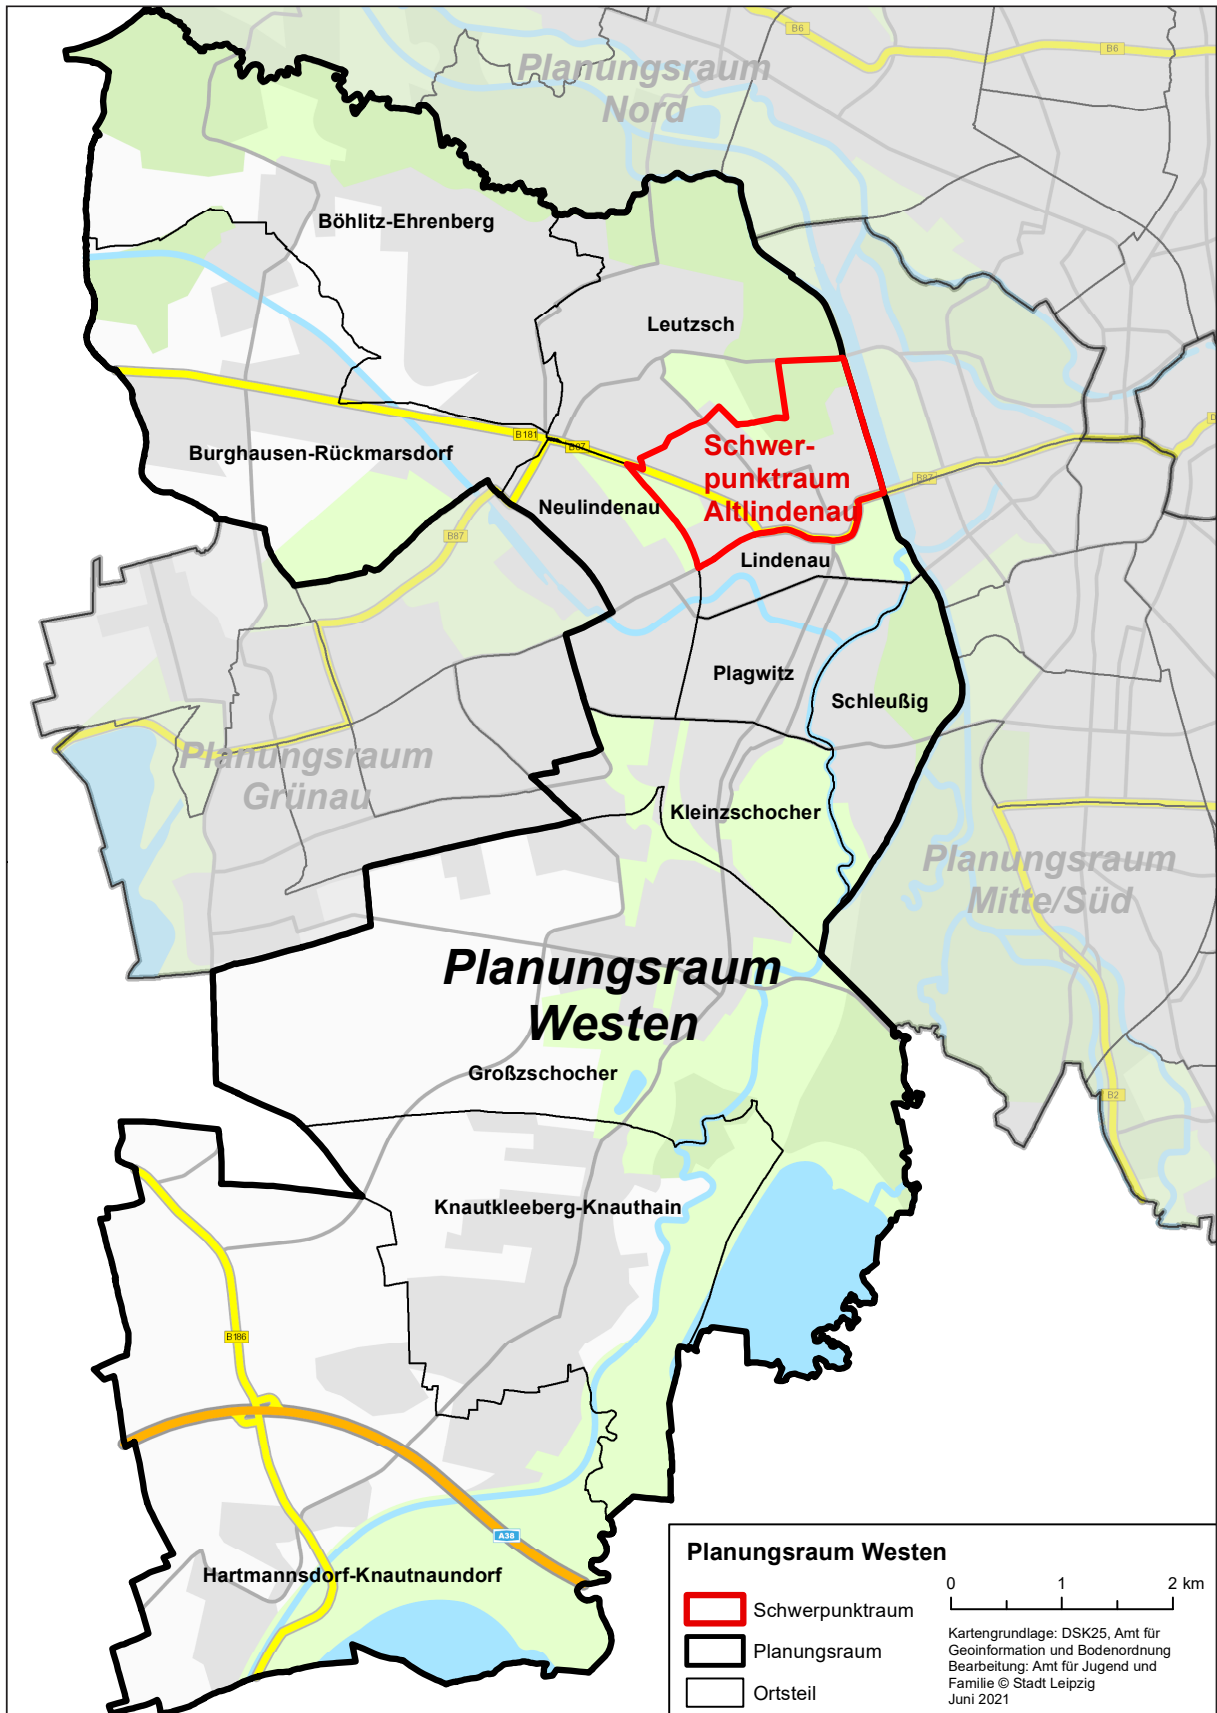 B6
B6
Planungsraum
Nord
Böhlitz-Ehrenberg
Leutzsch
B181
B87
Burghausen-Rückmarsdorf
Schwer-
punktraum
Altlindenau
B87
Neulindenau
B87
Lindenau
Plagwitz
Schleußig
Planungsraum
Grünau
Kleinzschocher
Planungsraum
Mitte/Süd
Planungsraum
Westen
Großzschocher
B2
Knautkleeberg-Knauthain
B186
A38
Hartmannsdorf-Knautnaundorf
Planungsraum Westen
Schwerpunktraum
Planungsraum
Ortsteil
0 1 2 km
Kartengrundlage: DSK25, Amt für
Geoinformation und Bodenordnung
Bearbeitung: Amt für Jugend und
Familie © Stadt Leipzig
Juni 2021